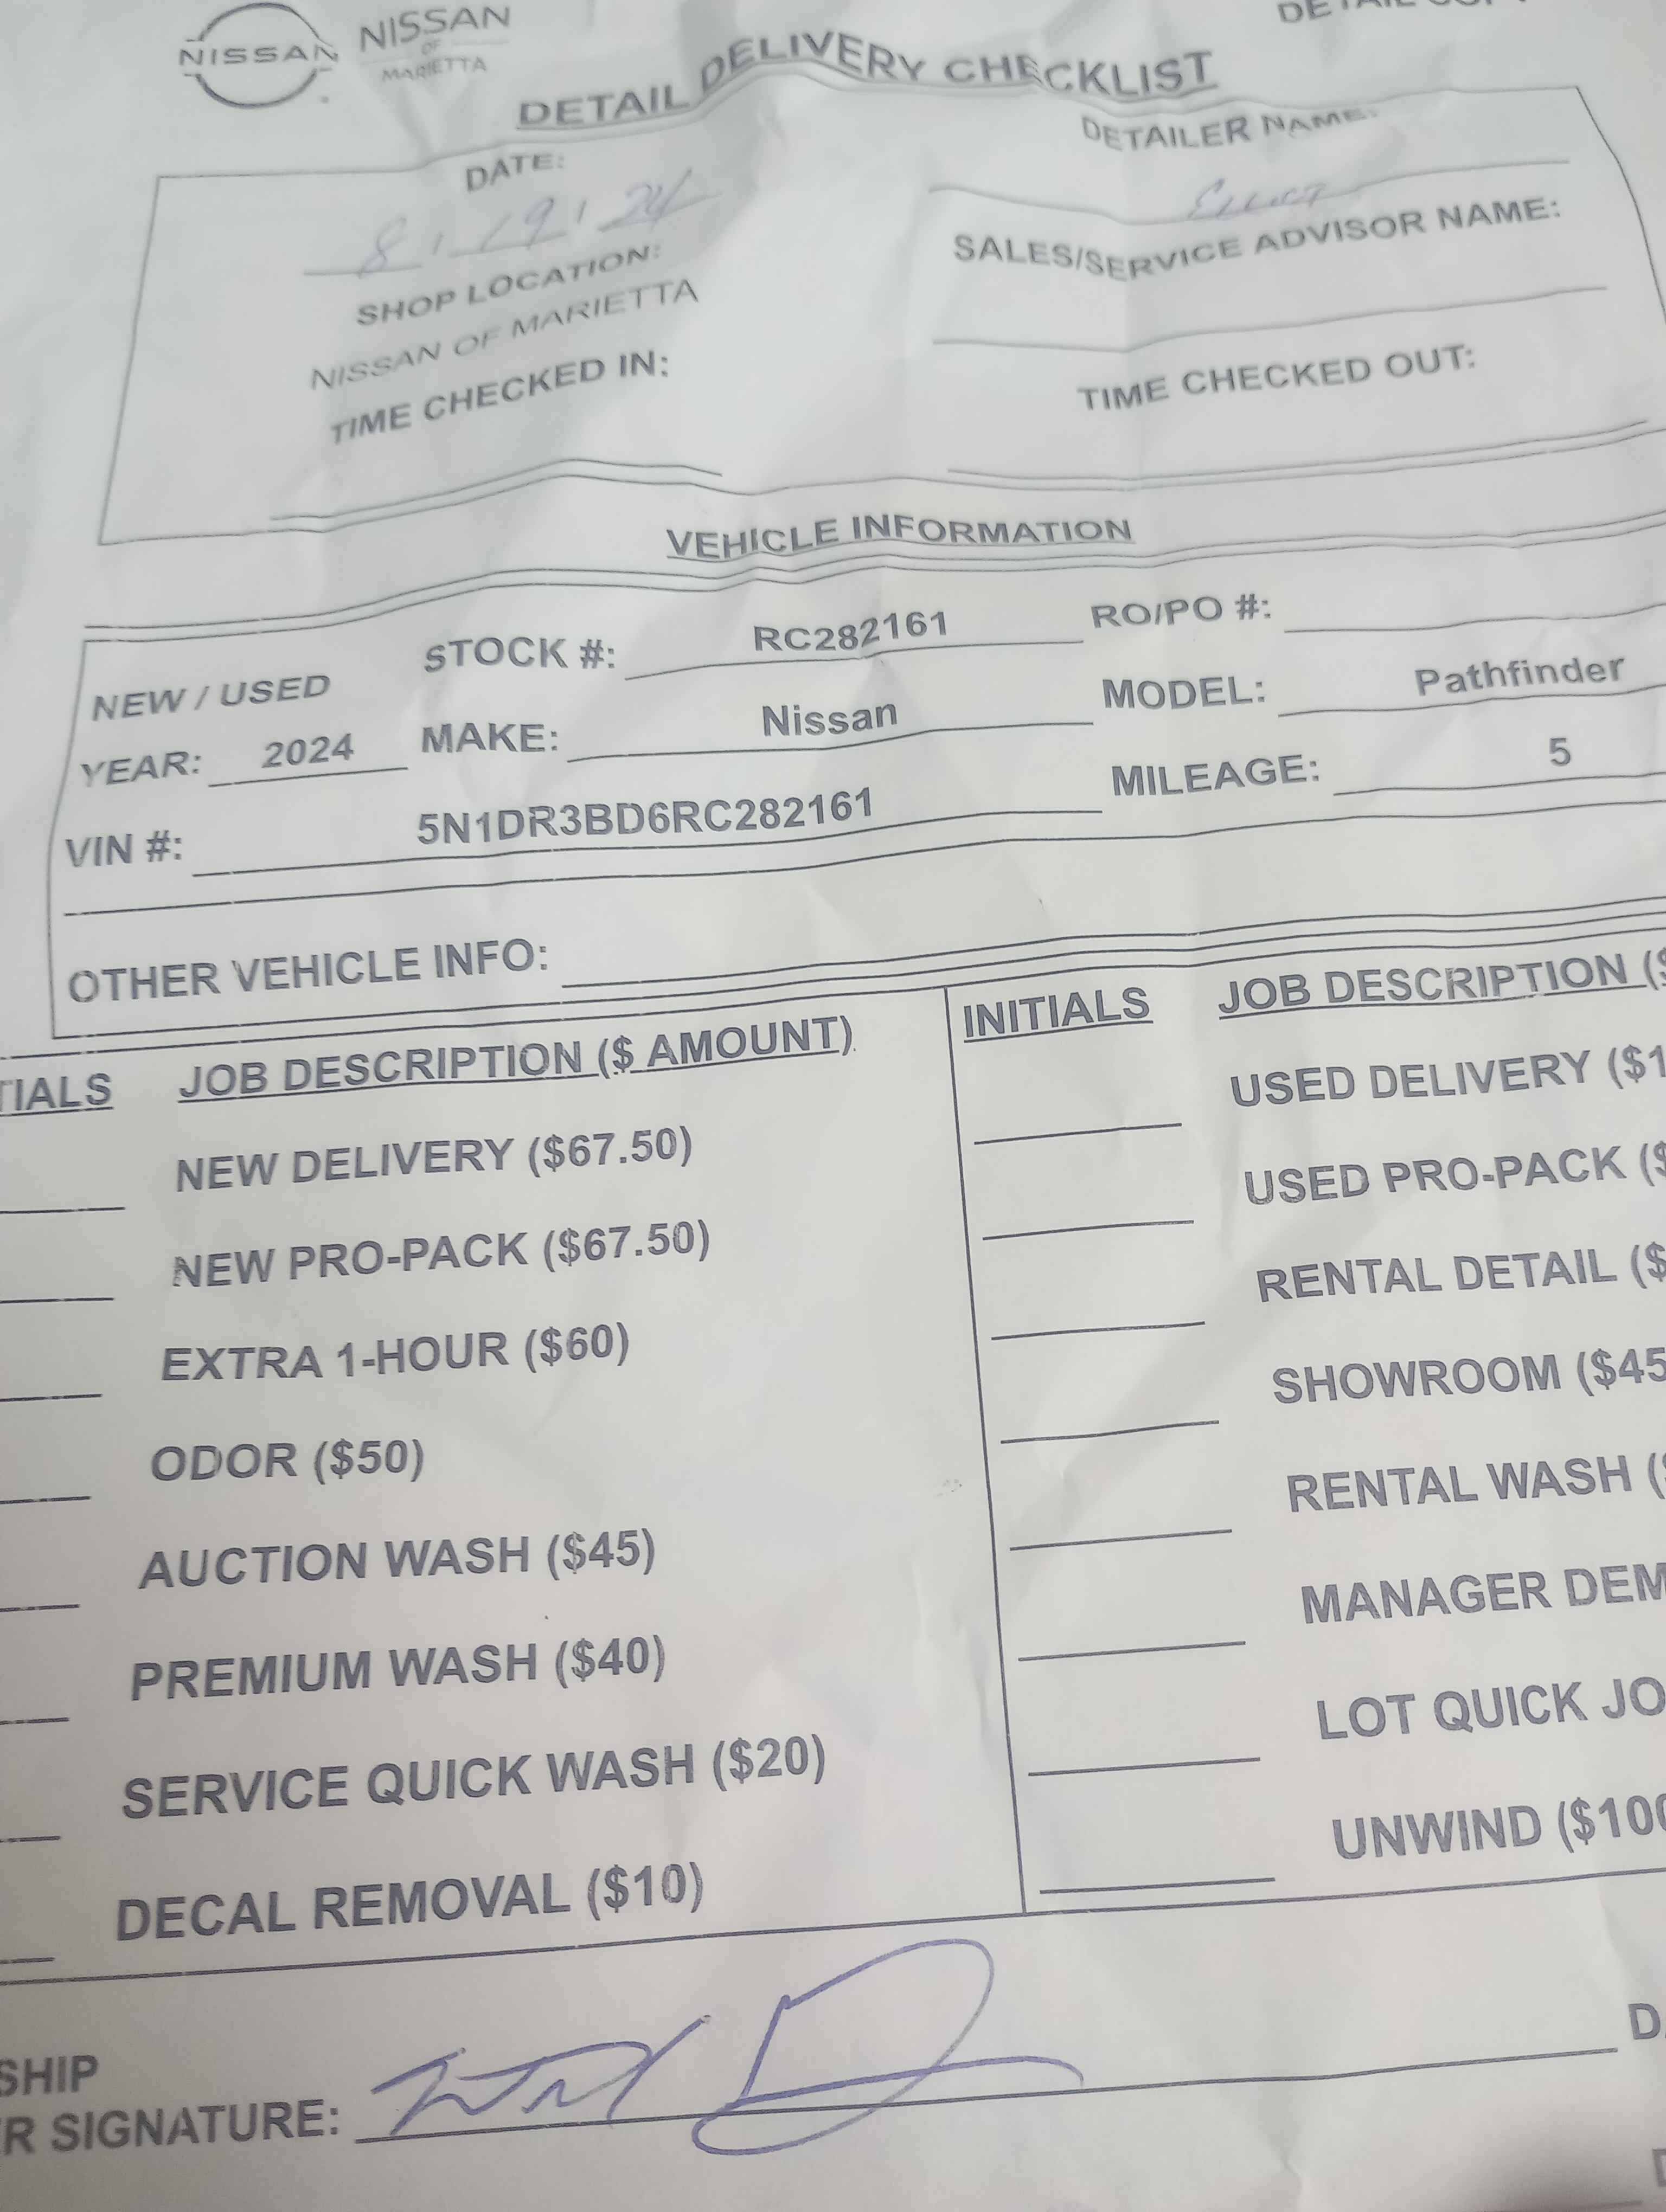 NISSAN
NISSAN
OF
MARIETTA
DETAIL DELIVERY CHECKLIST
DATE:
8 / 19 / 24
DETAILER NAME:
SHOP LOCATION:
NISSAN OF MARIETTA
SALES/SERVICE ADVISOR NAME:
TIME CHECKED IN:
TIME CHECKED OUT:
VEHICLE INFORMATION
NEW / USED STOCK #: RC282161 RO/PO #:
YEAR: 2024 MAKE: Nissan MODEL: Pathfinder
VIN #: 5N1DR3BD6RC282161 MILEAGE: 5
OTHER VEHICLE INFO:
TIALS JOB DESCRIPTION ($ AMOUNT) INITIALS JOB DESCRIPTION ($
NEW DELIVERY ($67.50) USED DELIVERY ($1
NEW PRO-PACK ($67.50) USED PRO-PACK ($
EXTRA 1-HOUR ($60) RENTAL DETAIL ($
ODOR ($50) SHOWROOM ($45
AUCTION WASH ($45) RENTAL WASH ($
PREMIUM WASH ($40) MANAGER DEM
SERVICE QUICK WASH ($20) LOT QUICK JO
DECAL REMOVAL ($10) UNWIND ($100
SHIP
R SIGNATURE: